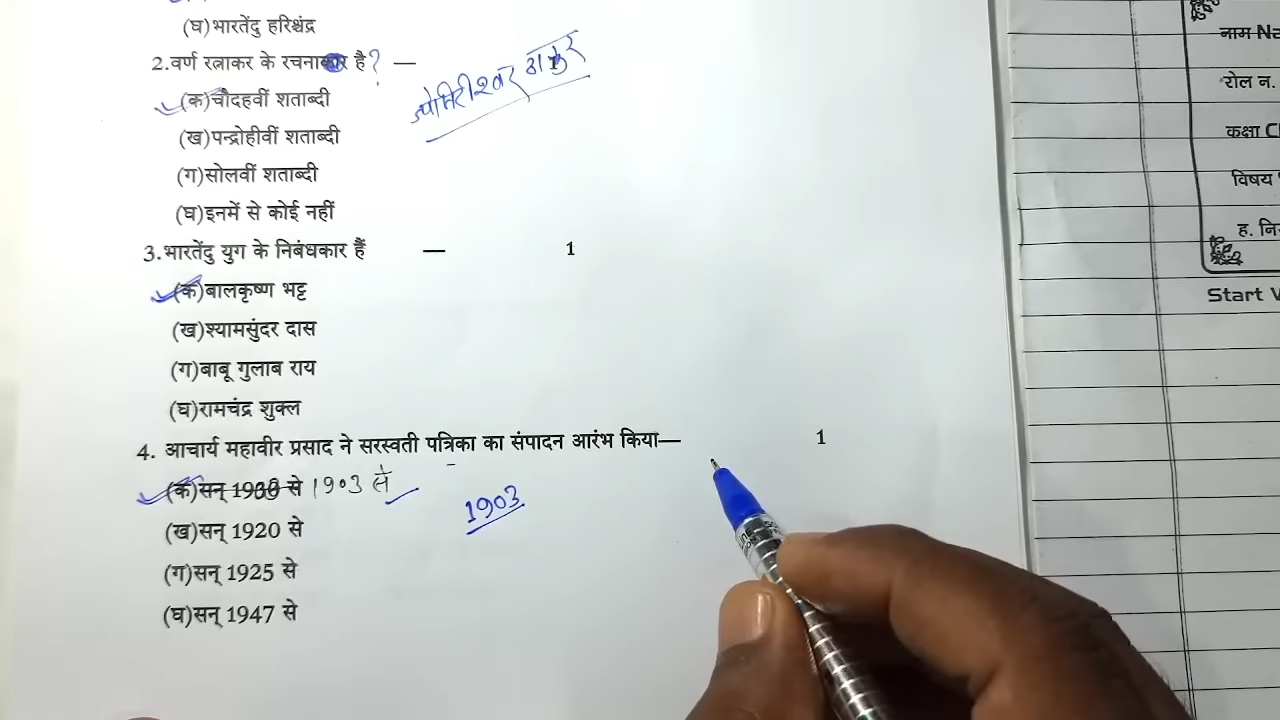 (घ)भारतेंदु हरिश्चंद्र
2.वर्ण रत्नाकर के रचनाकार है? —
ज्योतिरीश्वर ठाकुर
(क)चौदहवीं शताब्दी
(ख)पन्द्रोहीवीं शताब्दी
(ग)सोलवीं शताब्दी
(घ)इनमें से कोई नहीं
3.भारतेंदु युग के निबंधकार हैं — 1
(क)बालकृष्ण भट्ट
(ख)श्यामसुंदर दास
(ग)बाबू गुलाब राय
(घ)रामचंद्र शुक्ल
4. आचार्य महावीर प्रसाद ने सरस्वती पत्रिका का संपादन आरंभ किया— 1
(क)सन् 1930 से 1903 से
1903
(ख)सन् 1920 से
(ग)सन् 1925 से
(घ)सन् 1947 से
नाम
रोल न.
कक्षा
विषय
Start